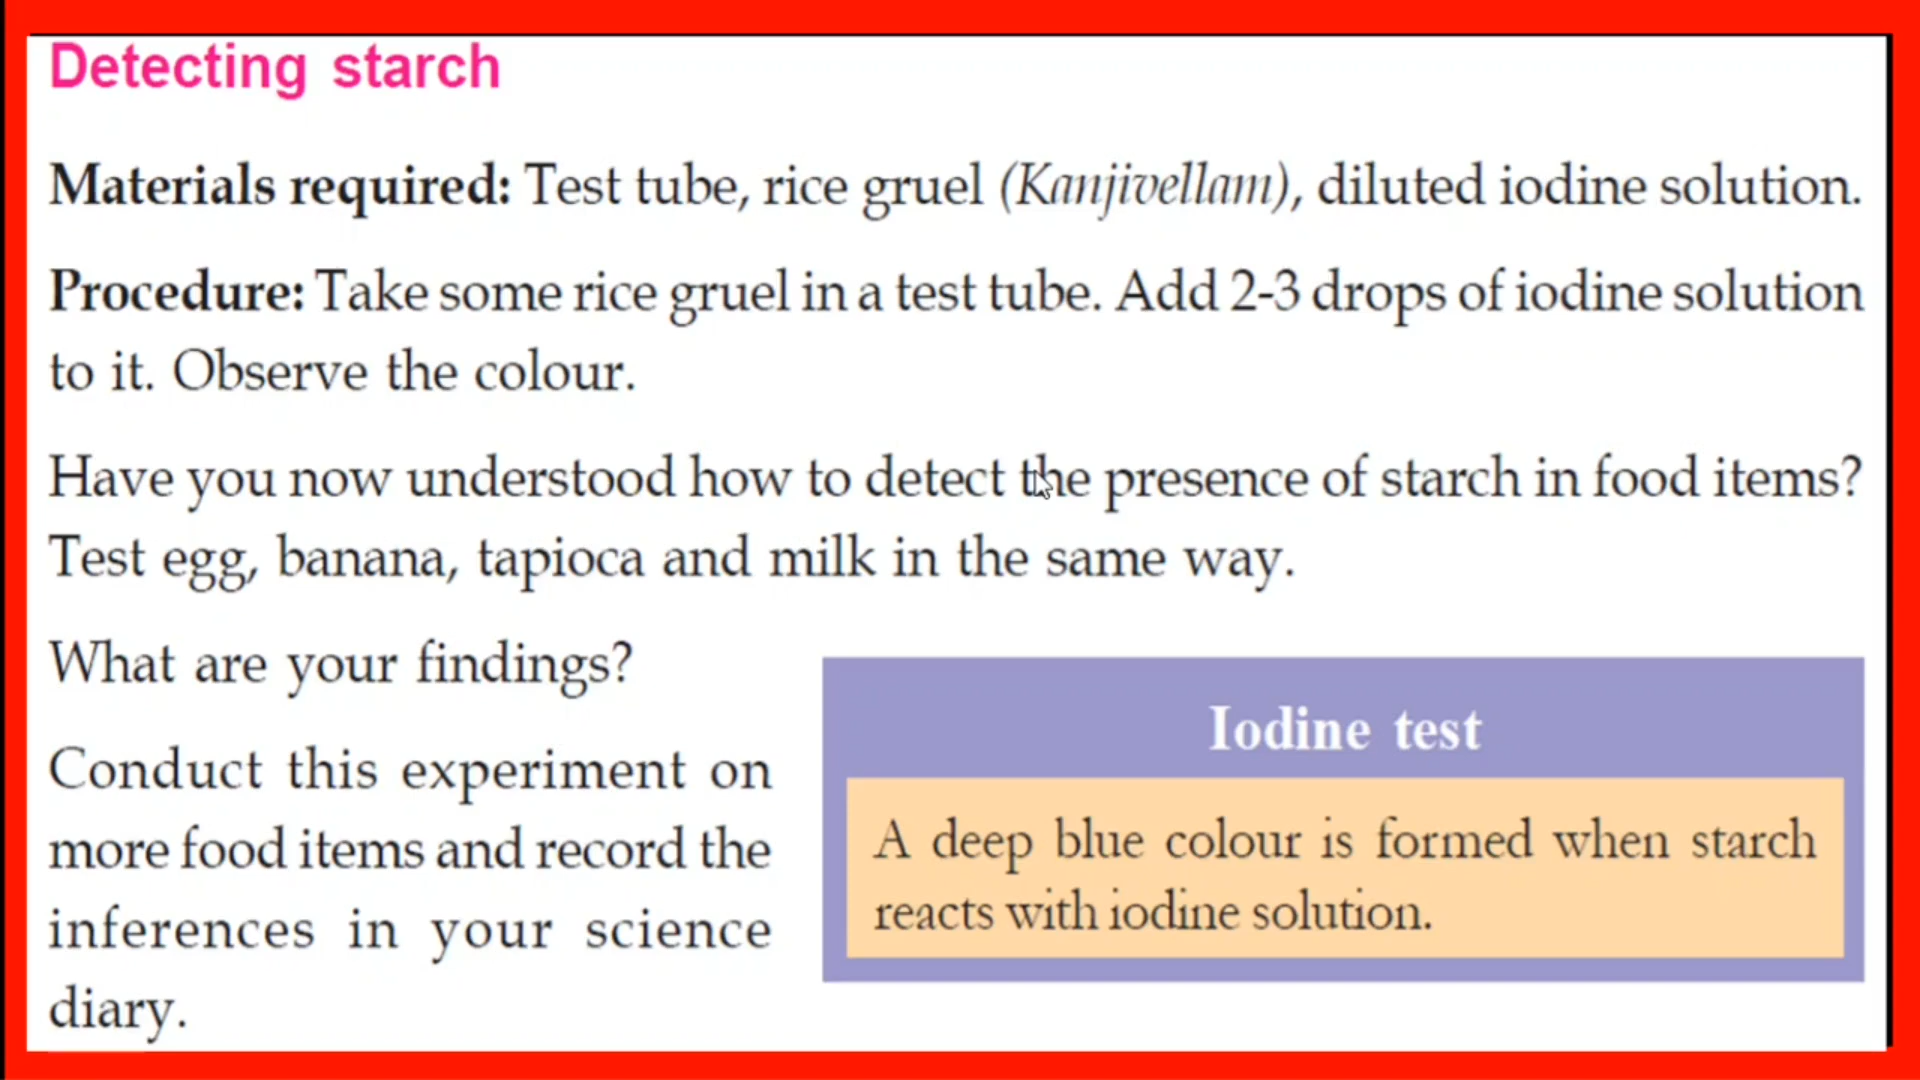 Detecting starch
Materials required: Test tube, rice gruel (Kanjivellam), diluted iodine solution.
Procedure: Take some rice gruel in a test tube. Add 2-3 drops of iodine solution
to it. Observe the colour.
Have you now understood how to detect the presence of starch in food items?
Test egg, banana, tapioca and milk in the same way.
What are your findings?
Conduct this experiment on
more food items and record the
inferences in your science
diary.
Iodine test
A deep blue colour is formed when starch
reacts with iodine solution.